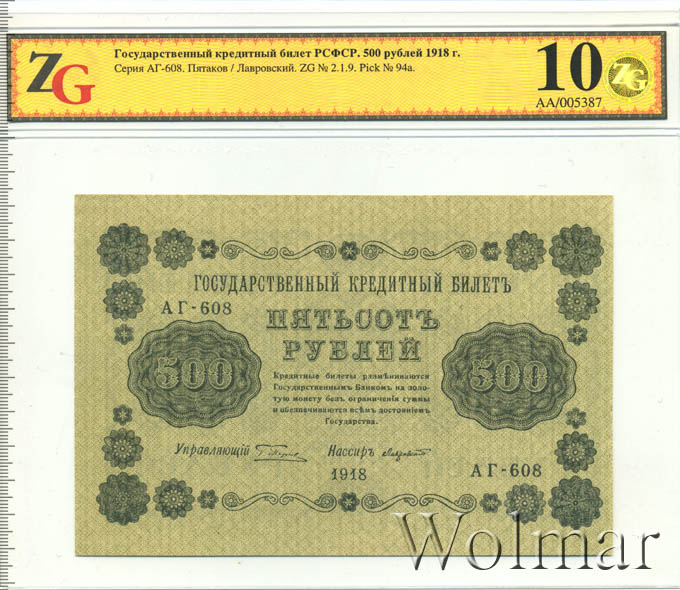 ZG
Государственный кредитный билет РСФСР. 500 рублей 1918 г.
Серия АГ-608. Пятаков / Лавровский. ZG № 2.1.9. Pick № 94a.
10
ZG
AA/005387
ГОСУДАРСТВЕННЫЙ КРЕДИТНЫЙ БИЛЕТЪ
АГ-608
ПЯТЬСОТЪ
РУБЛЕЙ
500
500
Кредитные билеты размѣниваются
Государственнымъ Банкомъ на золо-
тую монету безъ ограниченія суммы
и обезпечиваются всѣмъ достояніемъ
Государства.
Управляющій
Кассиръ
1918
АГ-608
Wolmar